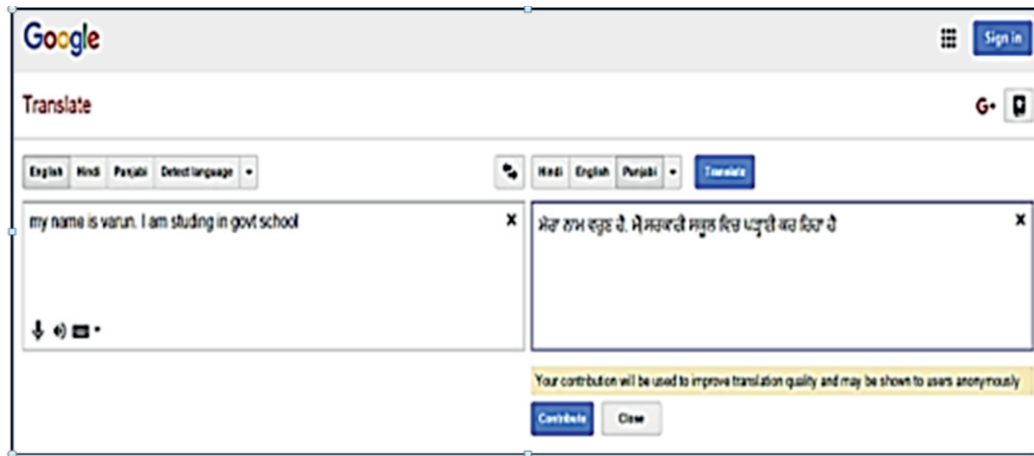 Google
Sign in
Translate
G+
English Hindi Punjabi Detect language
Hindi English Punjabi Translate
my name is varun. I am studing in govt school x
ਮੇਰਾ ਨਾਮ ਵਰੁਣ ਹੈ. ਮੈਂ ਸਰਕਾਰੀ ਸਕੂਲ ਵਿਚ ਪੜ੍ਹਾਈ ਕਰ ਰਿਹਾ ਹੈ x
Your contribution will be used to improve translation quality and may be shown to users anonymously
Contribute Close